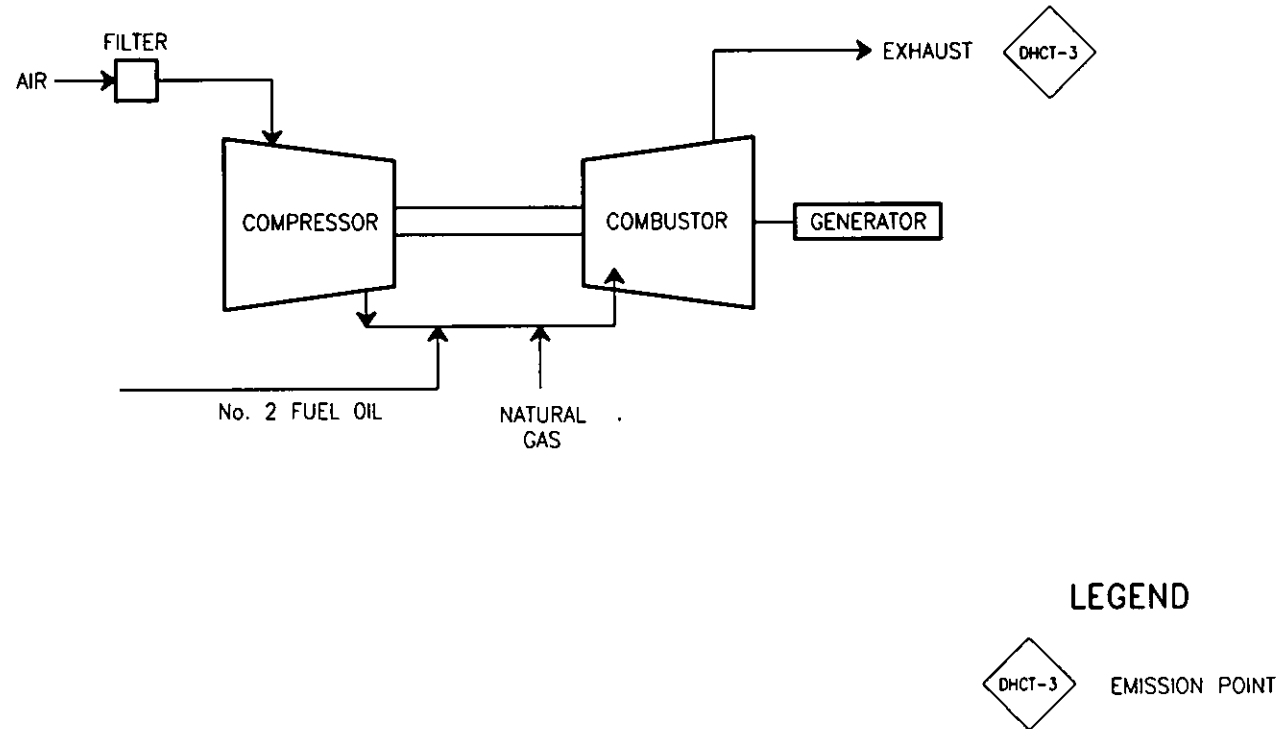 FILTER
AIR
EXHAUST
DHCT-3
COMPRESSOR
COMBUSTOR
GENERATOR
No. 2 FUEL OIL
NATURAL
GAS
LEGEND
DHCT-3
EMISSION POINT